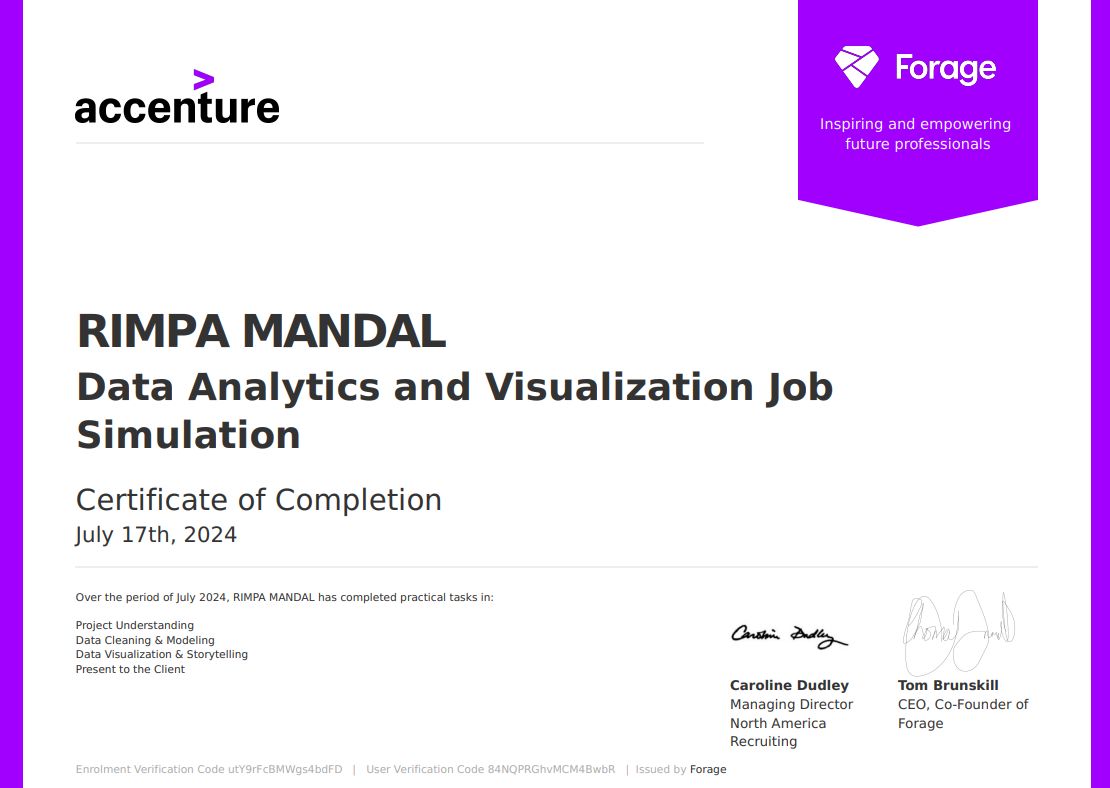 >
accenture
Forage
Inspiring and empowering
future professionals
RIMPA MANDAL
Data Analytics and Visualization Job
Simulation
Certificate of Completion
July 17th, 2024
Over the period of July 2024, RIMPA MANDAL has completed practical tasks in:
Project Understanding
Data Cleaning & Modeling
Data Visualization & Storytelling
Present to the Client
Caroline Dudley
Caroline Dudley
Managing Director
North America
Recruiting
Tom Brunskill
CEO, Co-Founder of
Forage
Enrolment Verification Code utY9rFcBMWgs4bdFD | User Verification Code 84NQPRGhvMCM4BwbR | Issued by Forage